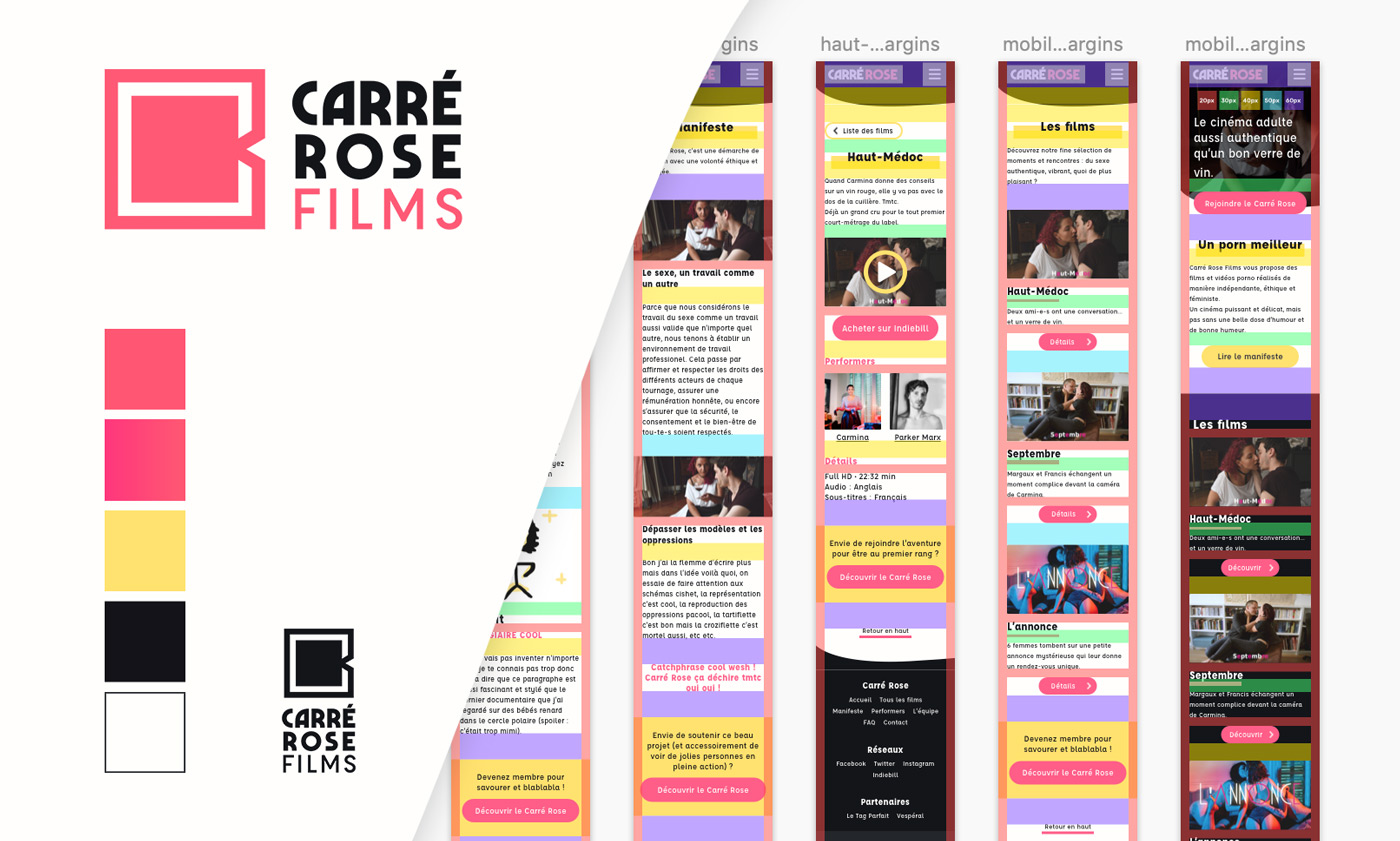 CARRÉ
ROSE
FILMS
CARRÉ
ROSE
FILMS
yez
n
nt
GIAIRE COOL
vais pas inventer n'importe
je te connais pas trop donc
dire que ce paragraphe est
si fascinant et stylé que le
rnier documentaire que j'ai
egardé sur des bébés renard
dans le cercle polaire (spoiler :
c'était trop mimi).
Devenez membre pour
savourer et blablabla !
Découvrir le Carré Rose
gins
SE
anifeste
Rose, c'est une démarche de
n avec une volonté éthique et
ée.
Le sexe, un travail comme
un autre
Parce que nous considérons le
travail du sexe comme un travail
aussi valide que n'importe quel
autre, nous tenons à établir un
environnement de travail
professionel. Cela passe par
affirmer et respecter les droits des
différents acteurs de chaque
tournage, assurer une
rémunération honnête, ou encore
s'assurer que la sécurité, le
consentement et le bien-être de
tou·te·s soient respectés.
Dépasser les modèles et les
oppressions
Bon j'ai la flemme d'écrire plus
mais dans l'idée voilà quoi, on
essaie de faire attention aux
schémas cishet, la représentation
c'est cool, la reproduction des
oppressions pacool, la tartiflette
c'est bon mais la croziflette c'est
mortel aussi, etc etc.
Catchphrase cool wesh !
Carré Rose ça déchire tmtc
oui oui !
Envie de soutenir ce beau
projet (et accessoirement de
voir de jolies personnes en
pleine action) ?
Découvrir le Carré Rose
haut-...argins
CARRÉ ROSE
Liste des films
Haut-Médoc
Quand Carmina donne des conseils
sur un vin rouge, elle y va pas avec le
dos de la cuillère. Tmtc.
Déjà un grand cru pour le tout premier
court-métrage du label.
Acheter sur Indiebill
Performers
Carmina
Parker Marx
Détails
Full HD · 22:32 min
Audio : Anglais
Sous-titres : Français
Envie de rejoindre l'aventure
pour être au premier rang ?
Découvrir le Carré Rose
Retour en haut
Carré Rose
Accueil Tous les films
Manifeste Performers L'équipe
FAQ Contact
Réseaux
Facebook Twitter Instagram
Indiebill
Partenaires
Le Tag Parfait Vespéral
mobil...argins
CARRÉ ROSE
Les films
Découvrez notre fine sélection de
moments et rencontres : du sexe
authentique, vibrant, quoi de plus
plaisant ?
Haut-Médoc
Haut-Médoc
Deux ami·e·s ont une conversation...
et un verre de vin.
Détails
Septembre
Septembre
Margaux et Francis échangent un
moment complice devant la caméra
de Carmina.
Détails
L'ANNONCE
L'annonce
6 femmes tombent sur une petite
annonce mystérieuse qui leur donne
un rendez-vous unique.
Détails
Devenez membre pour
savourer et blablabla !
Découvrir le Carré Rose
Retour en haut
mobil...argins
CARRÉ ROSE
20px 30px 40px 50px 60px
Le cinéma adulte
aussi authentique
qu'un bon verre de
vin.
Rejoindre le Carré Rose
Un porn meilleur
Carré Rose Films vous propose des
films et vidéos porno réalisés de
manière indépendante, éthique et
féministe.
Un cinéma puissant et délicat, mais
pas sans une belle dose d'humour et
de bonne humeur.
Lire le manifeste
Les films
Haut-Médoc
Haut-Médoc
Deux ami·e·s ont une conversation...
et un verre de vin.
Découvrir
Septembre
Septembre
Margaux et Francis échangent un
moment complice devant la caméra
de Carmina.
Découvrir
L'ANNONCE